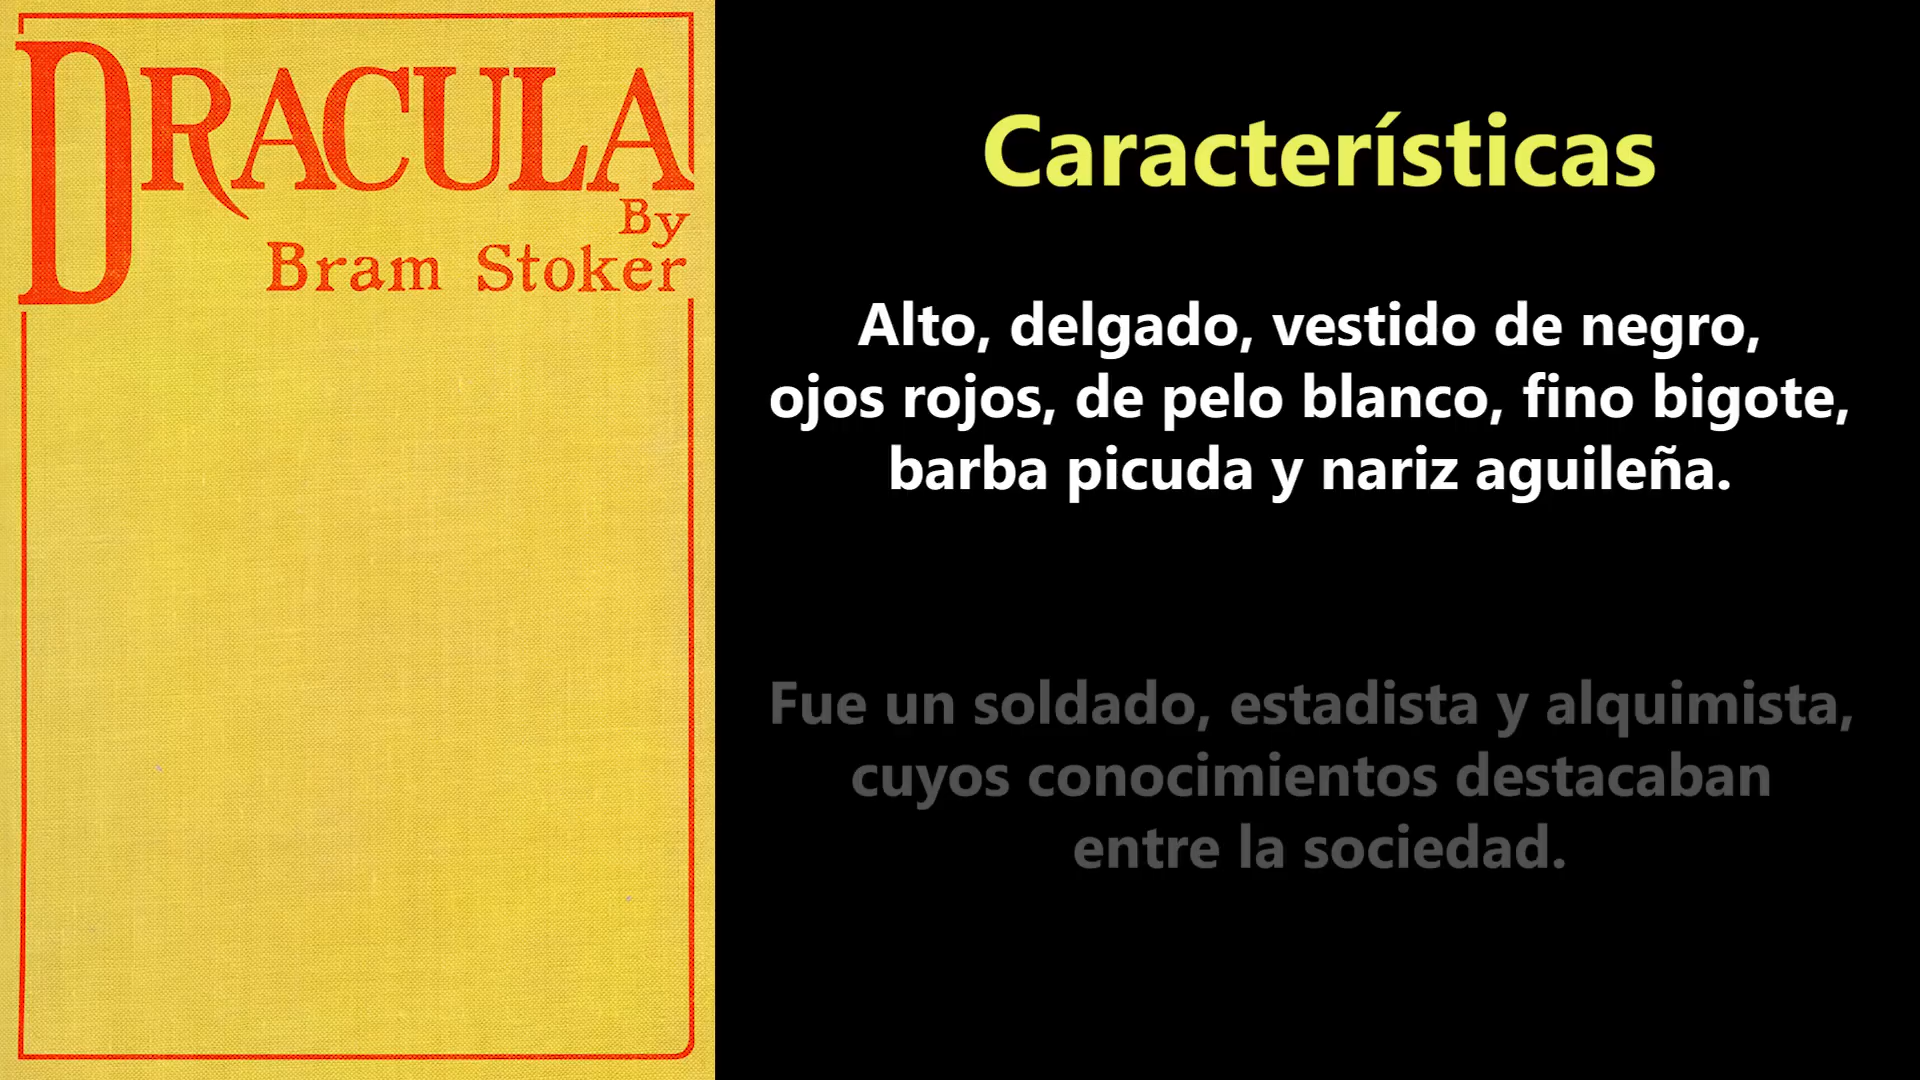 DRACULA
By
Bram Stoker
Características
Alto, delgado, vestido de negro,
ojos rojos, de pelo blanco, fino bigote,
barba picuda y nariz aguileña.
Fue un soldado, estadista y alquimista,
cuyos conocimientos destacaban
entre la sociedad.